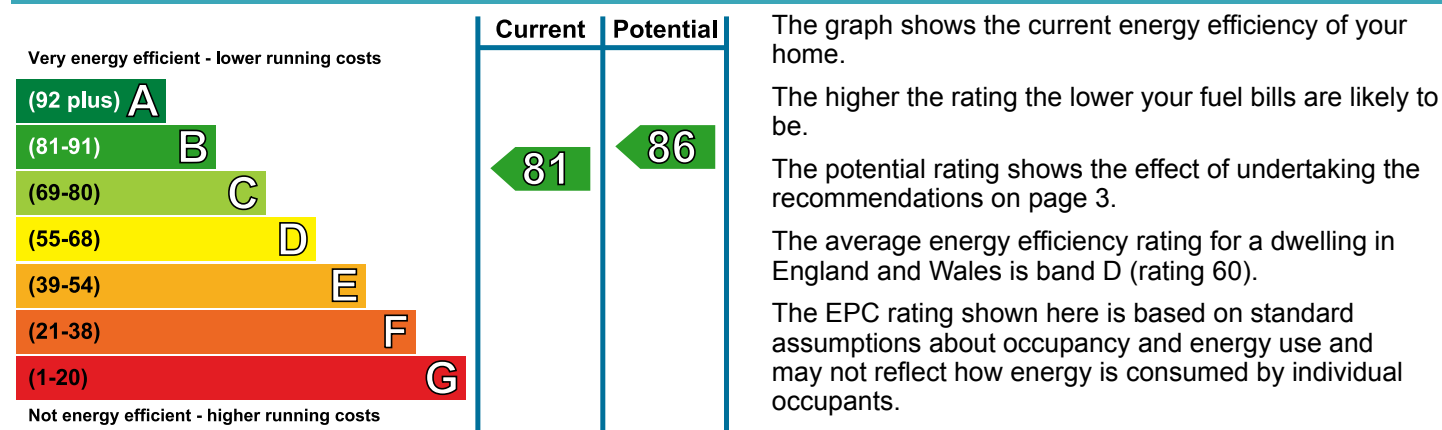 Current Potential
Very energy efficient - lower running costs
(92 plus) A
(81-91) B
(69-80) C
(55-68) D
(39-54) E
(21-38) F
(1-20) G
Not energy efficient - higher running costs
81
86
The graph shows the current energy efficiency of your
home.
The higher the rating the lower your fuel bills are likely to
be.
The potential rating shows the effect of undertaking the
recommendations on page 3.
The average energy efficiency rating for a dwelling in
England and Wales is band D (rating 60).
The EPC rating shown here is based on standard
assumptions about occupancy and energy use and
may not reflect how energy is consumed by individual
occupants.